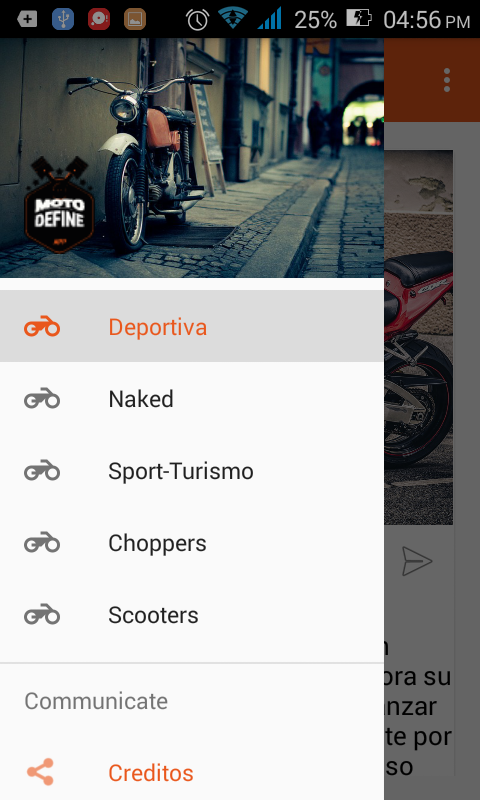 25% 04:56 PM
MOTO
DEFINE
CBR
Deportiva
Naked
Sport-Turismo
Choppers
Scooters
ora su
nzar
te por
so
Communicate
Creditos